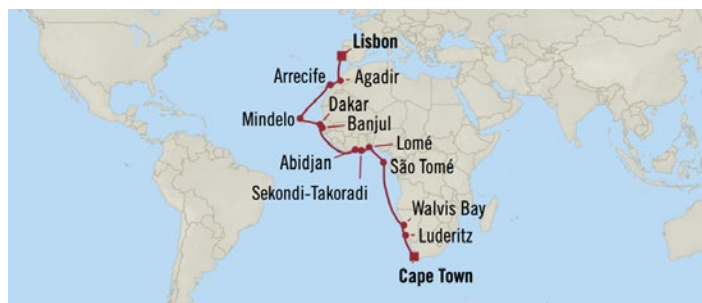 Lisbon
Arrecife
Agadir
Dakar
Mindelo
Banjul
Lomé
Abidjan
São Tomé
Sekondi-Takoradi
Walvis Bay
Luderitz
Cape Town